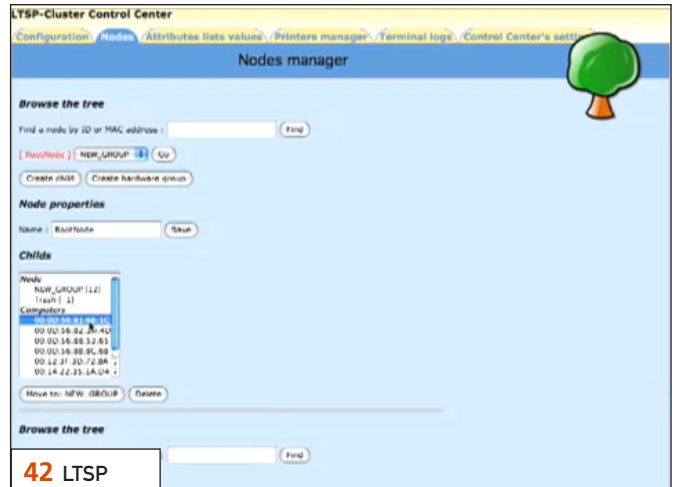 LTSP-Cluster Control Center
Configuration Nodes Attributes lists values Printers manager Terminal logs Control Center's
Nodes manager
Browse the tree
Find a node by ID or MAC address : Find
[ RootNode ] NEW_GROUP Go
Create child Create hardware group
Node properties
Name : RootNode Save
Childs
Node
NEW_GROUP (12)
Trash (
Computers
00:0D:56:
00:0D:56:82:
00:0D:56:88:53:65
00:0D:56:88:8C:68
00:12:3F:3D:72:8A
00:14:22:35:1A:D4
Move to: NEW_GROUP Delete
Browse the tree
Find
42 LTSP